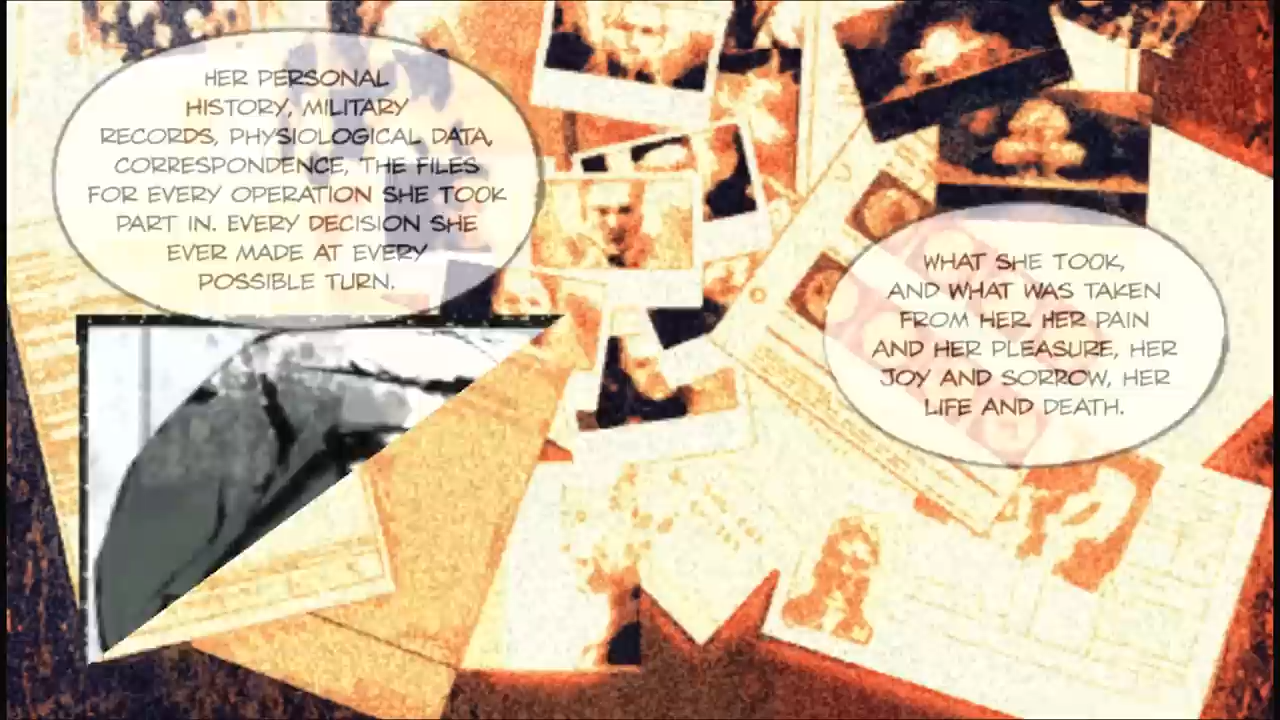 HER PERSONAL
HISTORY, MILITARY
RECORDS, PHYSIOLOGICAL DATA,
CORRESPONDENCE, THE FILES
FOR EVERY OPERATION SHE TOOK
PART IN. EVERY DECISION SHE
EVER MADE AT EVERY
POSSIBLE TURN.
WHAT SHE TOOK,
AND WHAT WAS TAKEN
FROM HER. HER PAIN
AND HER PLEASURE, HER
JOY AND SORROW, HER
LIFE AND DEATH.